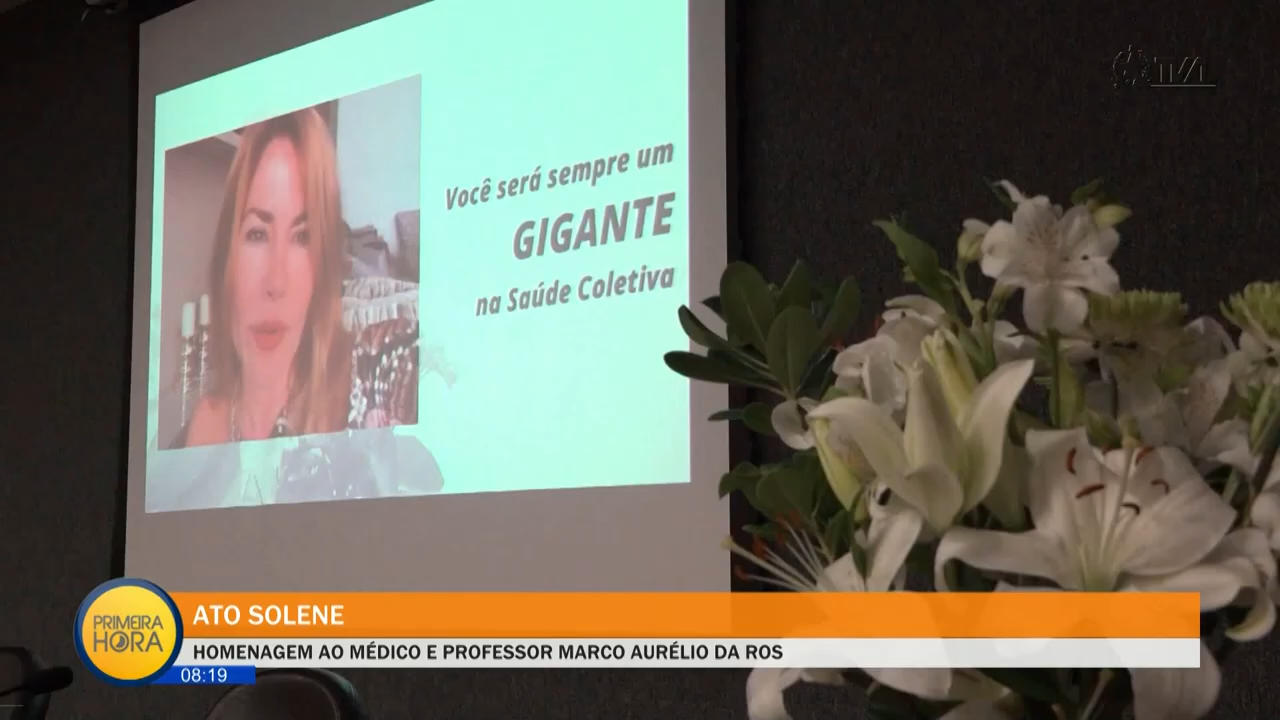 TVAL
Você será sempre um
GIGANTE
na Saúde Coletiva
PRIMEIRA
HORA
ATO SOLENE
HOMENAGEM AO MÉDICO E PROFESSOR MARCO AURÉLIO DA ROS
08:19